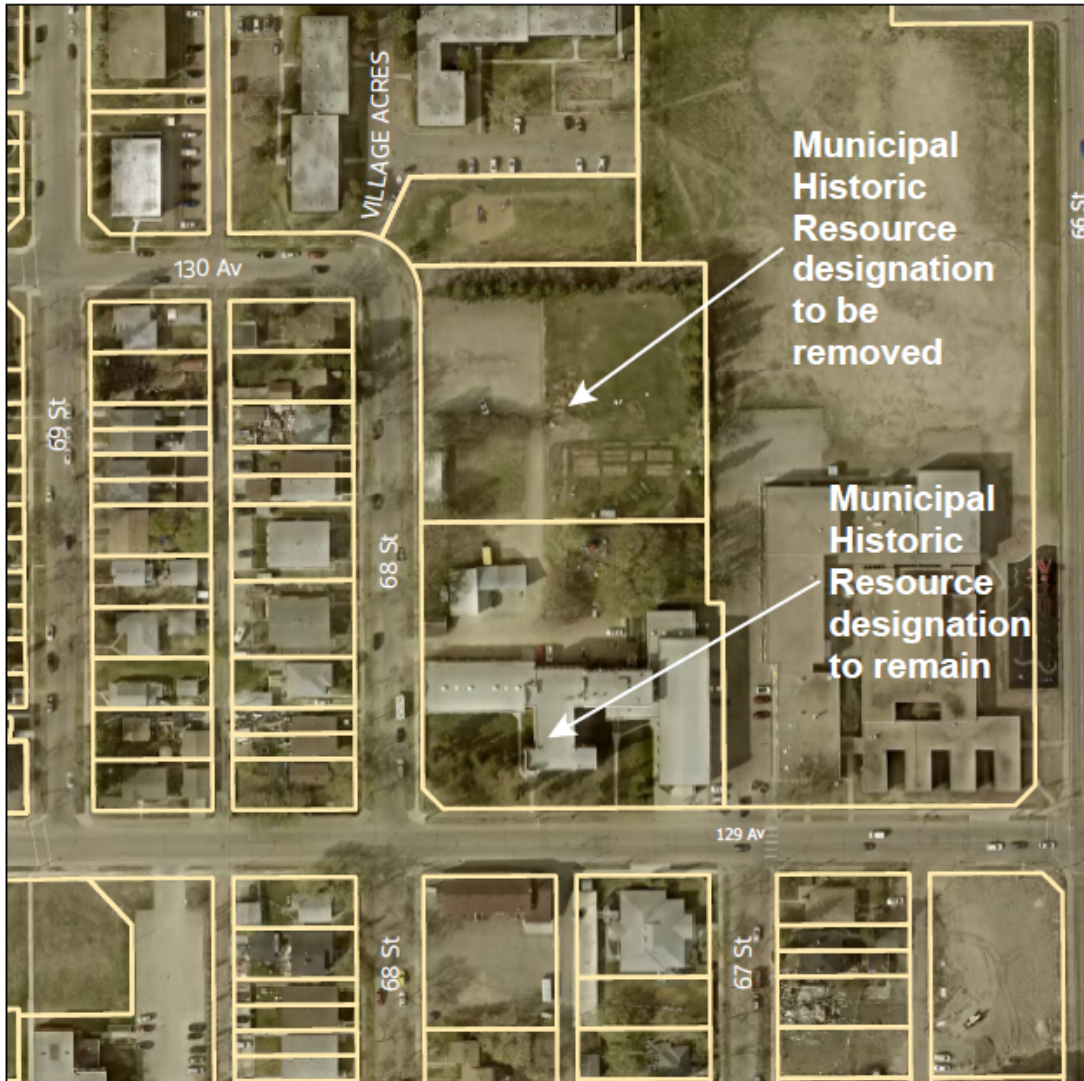 VILLAGE ACRES
Municipal
Historic
Resource
designation
to be
removed
66 St
130 Av
69 St
68 St
Municipal
Historic
Resource
designation
to remain
129 Av
68 St
67 St